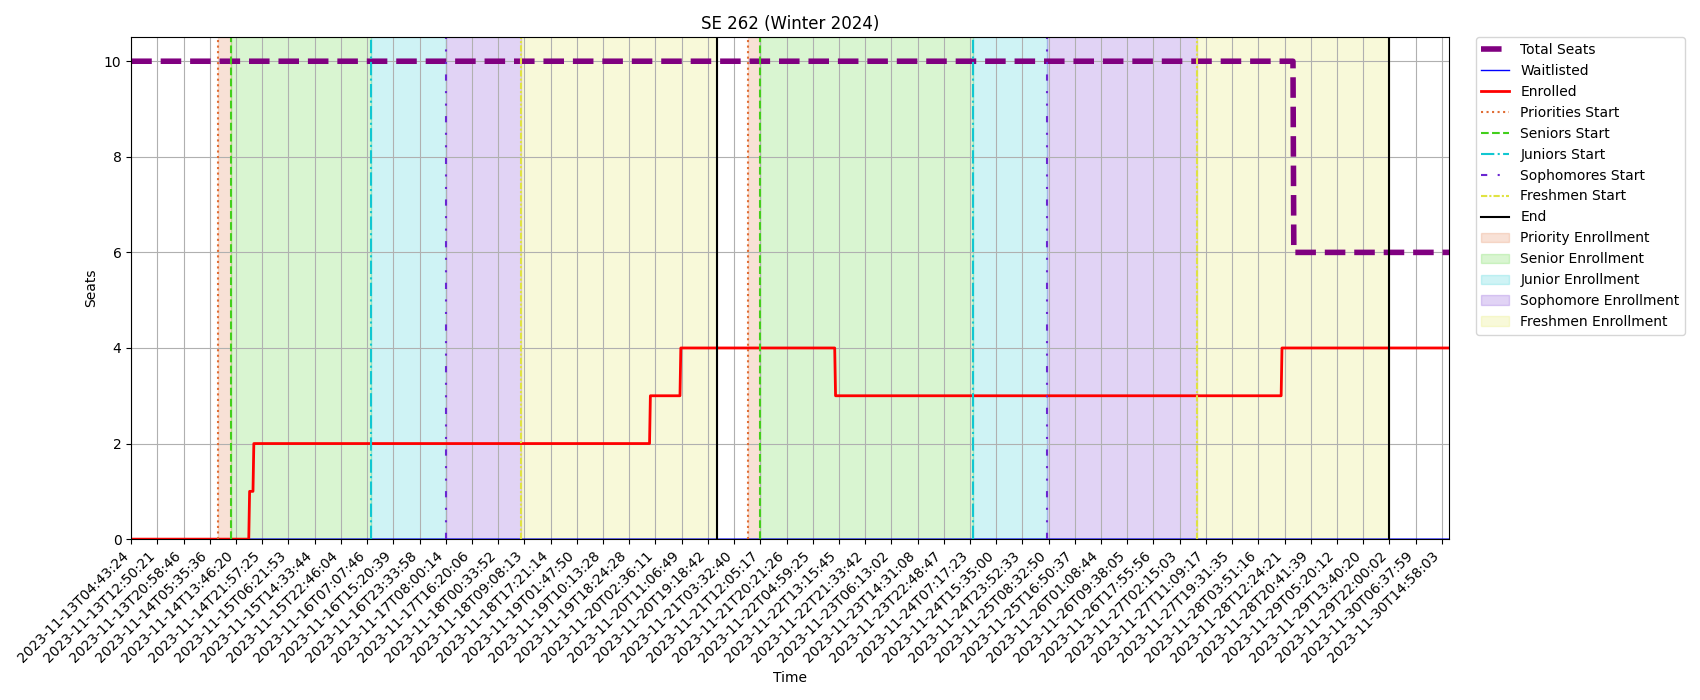 SE 262 (Winter 2024)
10
8
6
4
2
0
Seats
2023-11-13T04:43:24
2023-11-13T12:50:21
2023-11-13T20:58:46
2023-11-14T05:35:36
2023-11-14T13:46:20
2023-11-14T21:57:25
2023-11-15T06:21:53
2023-11-15T14:33:44
2023-11-15T22:46:04
2023-11-16T07:07:46
2023-11-16T15:20:39
2023-11-16T23:33:58
2023-11-17T08:00:14
2023-11-17T16:20:06
2023-11-18T00:33:52
2023-11-18T09:08:13
2023-11-18T17:21:14
2023-11-19T01:47:50
2023-11-19T10:13:28
2023-11-19T18:24:28
2023-11-20T02:36:11
2023-11-20T11:06:49
2023-11-20T19:18:42
2023-11-21T03:32:40
2023-11-21T12:05:17
2023-11-21T20:21:26
2023-11-22T04:59:25
2023-11-22T13:15:45
2023-11-22T21:33:42
2023-11-23T06:13:02
2023-11-23T14:31:08
2023-11-23T22:48:47
2023-11-24T07:17:23
2023-11-24T15:35:00
2023-11-24T23:52:33
2023-11-25T08:32:50
2023-11-25T16:50:37
2023-11-26T01:08:44
2023-11-26T09:38:05
2023-11-26T17:55:56
2023-11-27T02:15:03
2023-11-27T11:09:17
2023-11-27T19:31:35
2023-11-28T03:51:16
2023-11-28T12:24:21
2023-11-28T20:41:39
2023-11-29T05:20:12
2023-11-29T13:40:20
2023-11-29T22:00:02
2023-11-30T06:37:59
2023-11-30T14:58:03
Time
Total Seats
Waitlisted
Enrolled
Priorities Start
Seniors Start
Juniors Start
Sophomores Start
Freshmen Start
End
Priority Enrollment
Senior Enrollment
Junior Enrollment
Sophomore Enrollment
Freshmen Enrollment